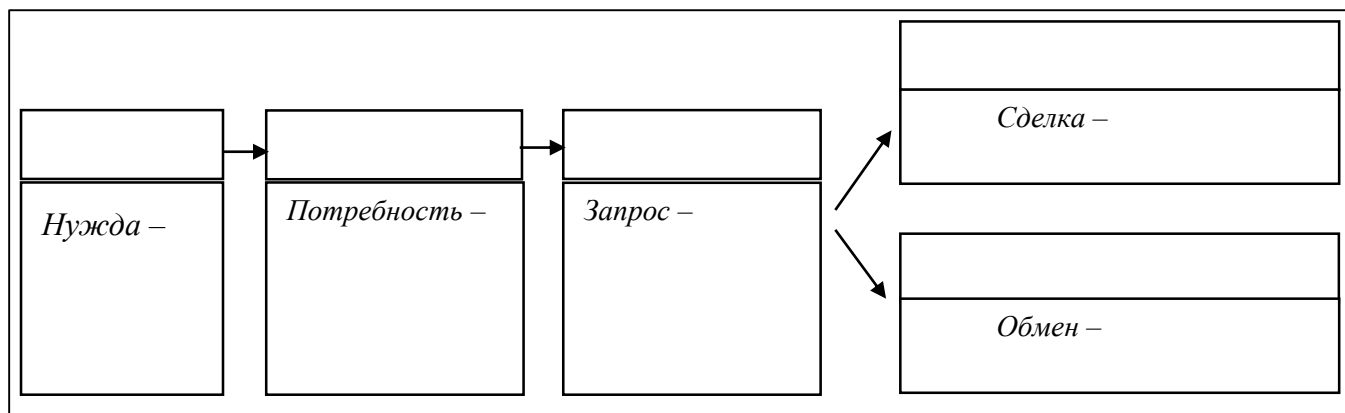 Нужда –
Потребность –
Запрос –
Сделка –
Обмен –